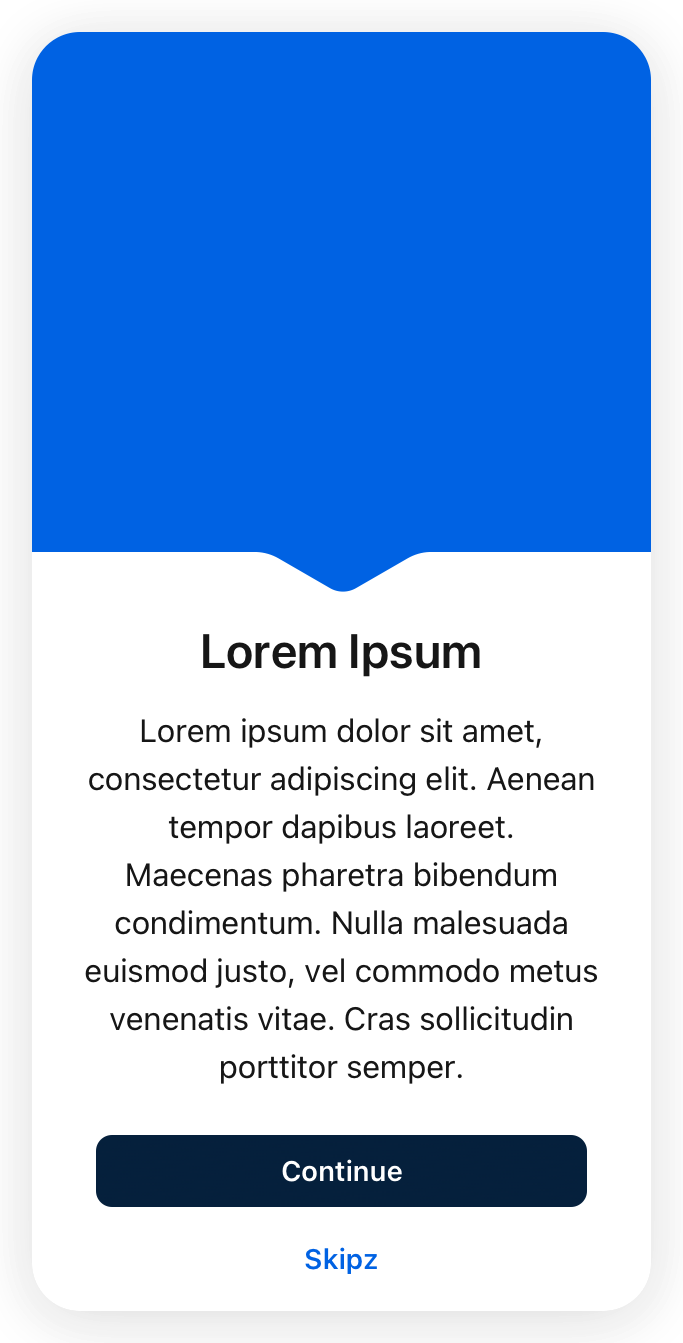 Lorem Ipsum
Lorem ipsum dolor sit amet,
consectetur adipiscing elit. Aenean
tempor dapibus laoreet.
Maecenas pharetra bibendum
condimentum. Nulla malesuada
euismod justo, vel commodo metus
venenatis vitae. Cras sollicitudin
porttitor semper.
Continue
Skipz